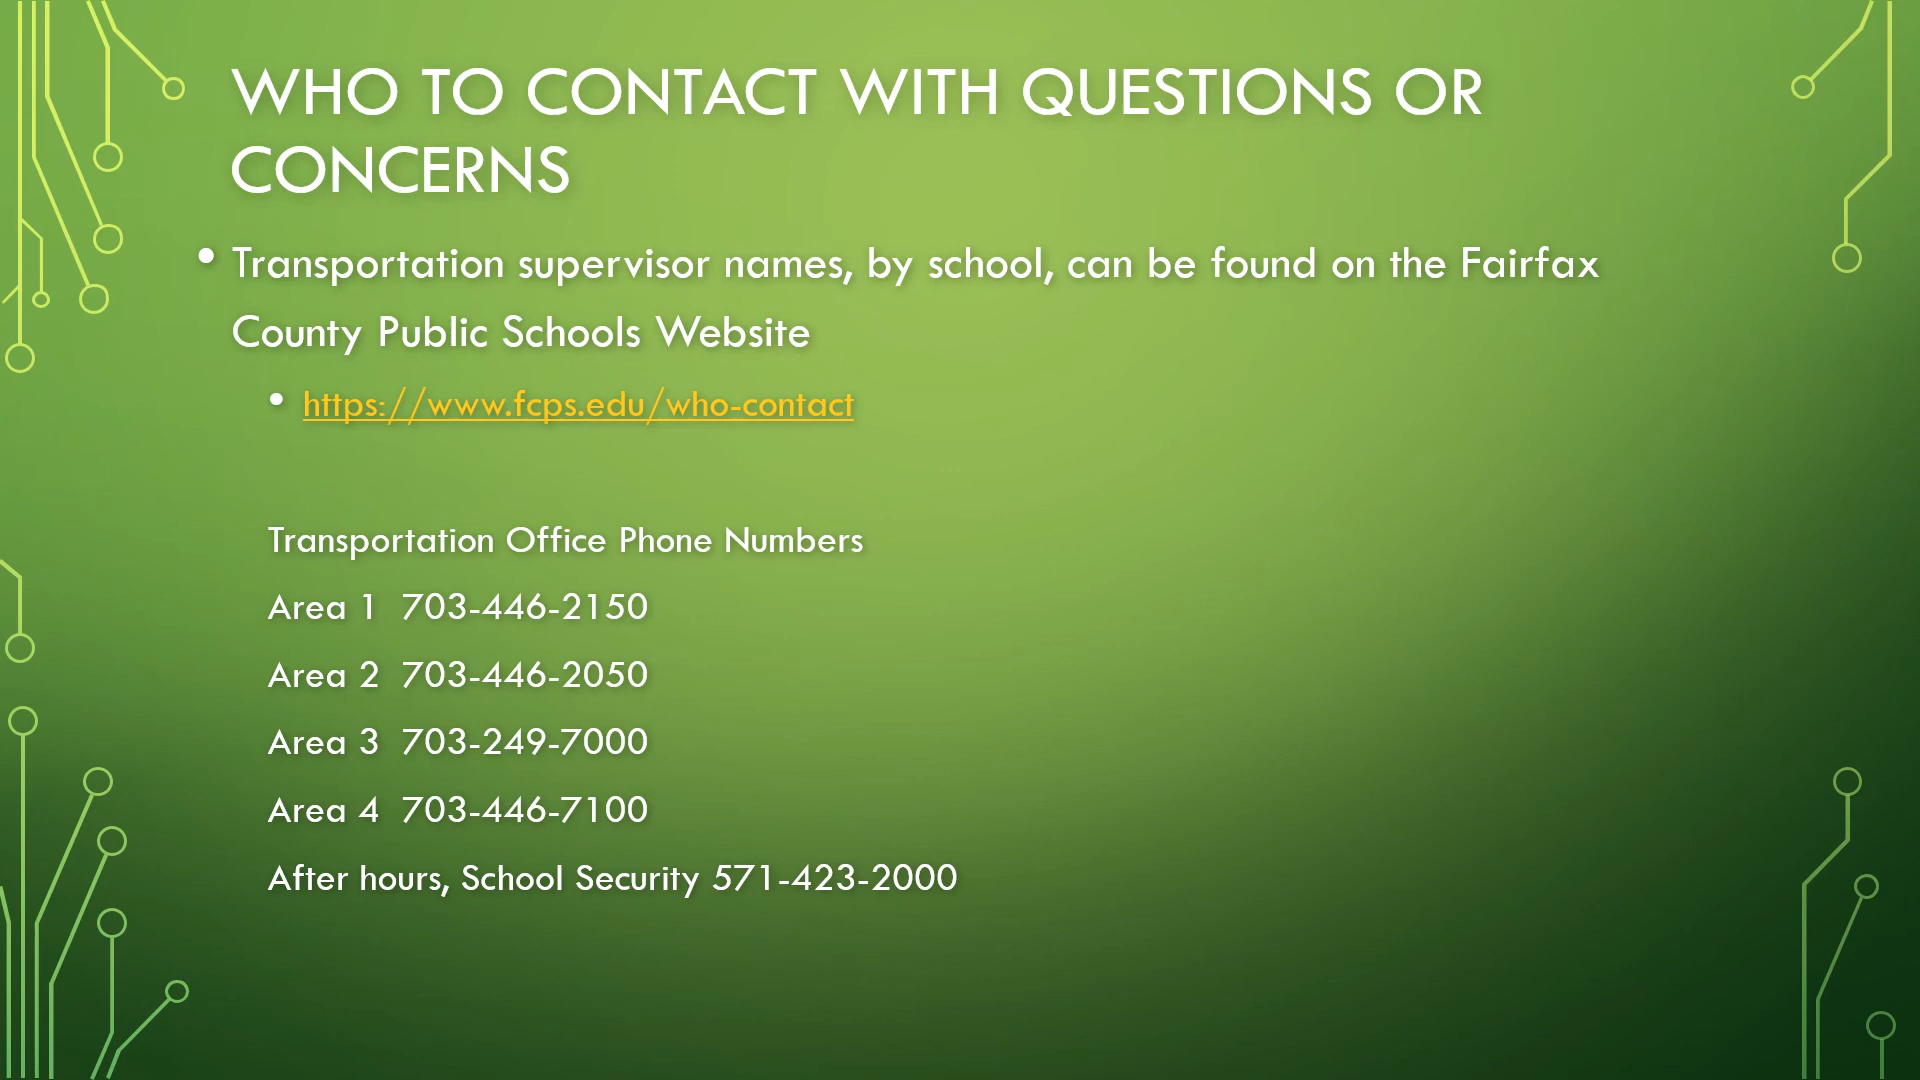 WHO TO CONTACT WITH QUESTIONS OR
CONCERNS
• Transportation supervisor names, by school, can be found on the Fairfax
County Public Schools Website
• https://www.fcps.edu/who-contact
Transportation Office Phone Numbers
Area 1 703-446-2150
Area 2 703-446-2050
Area 3 703-249-7000
Area 4 703-446-7100
After hours, School Security 571-423-2000